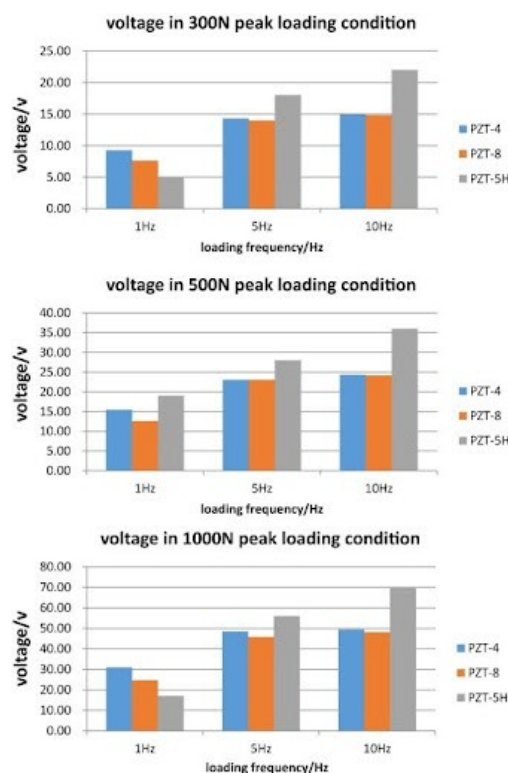 voltage in 300N peak loading condition
25.00
20.00
15.00
10.00
5.00
0.00
voltage/v
1Hz 5Hz 10Hz
loading frequency/Hz
PZT-4
PZT-8
PZT-5H
voltage in 500N peak loading condition
40.00
35.00
30.00
25.00
20.00
15.00
10.00
5.00
0.00
voltage/v
1Hz 5Hz 10Hz
loading frequency/Hz
PZT-4
PZT-8
PZT-5H
voltage in 1000N peak loading condition
80.00
70.00
60.00
50.00
40.00
30.00
20.00
10.00
0.00
voltage/v
1Hz 5Hz 10Hz
loading frequency/Hz
PZT-4
PZT-8
PZT-5H